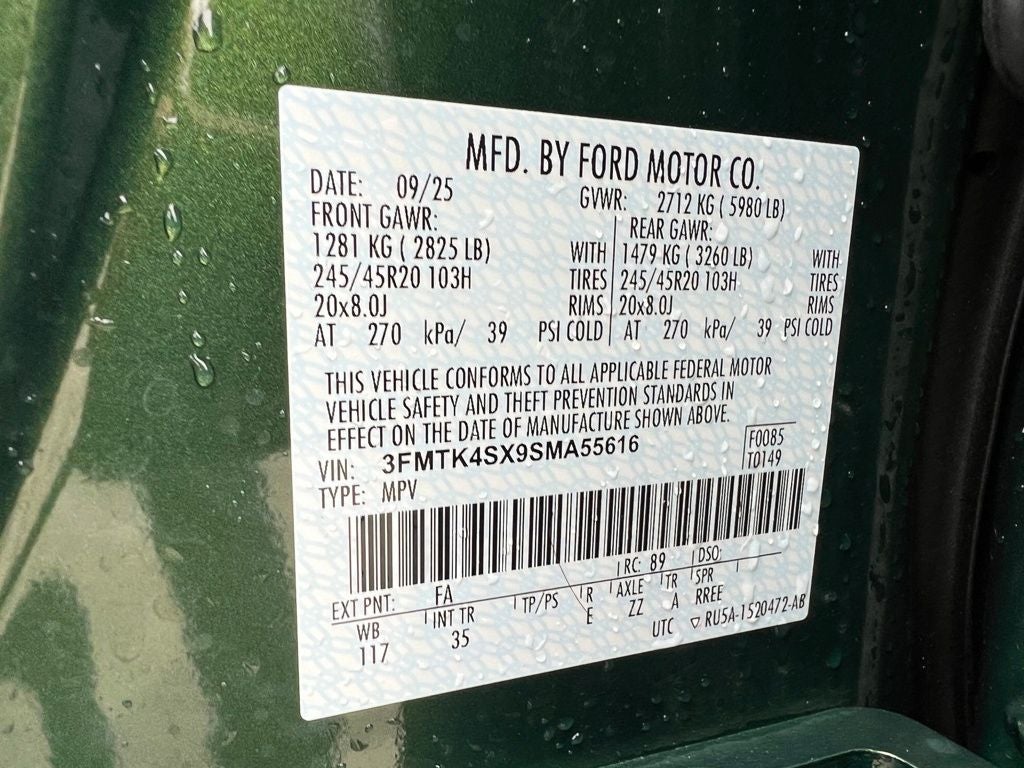 MFD. BY FORD MOTOR CO.
DATE: 09/25 GVWR: 2712 KG ( 5980 LB)
FRONT GAWR: REAR GAWR:
1281 KG ( 2825 LB) WITH 1479 KG ( 3260 LB) WITH
245/45R20 103H TIRES 245/45R20 103H TIRES
20x8.0J RIMS 20x8.0J RIMS
AT 270 kPa/ 39 PSI COLD AT 270 kPa/ 39 PSI COLD
THIS VEHICLE CONFORMS TO ALL APPLICABLE FEDERAL MOTOR
VEHICLE SAFETY AND THEFT PREVENTION STANDARDS IN
EFFECT ON THE DATE OF MANUFACTURE SHOWN ABOVE.
VIN: 3FMTK4SX9SMA55616 F0085
TYPE: MPV T0149
EXT PNT: FA RC: 89 DSO:
WB INT TR TP/PS R AXLE TR SPR
117 35 E ZZ A RREE
UTC ▽ RU5A-1520472-AB